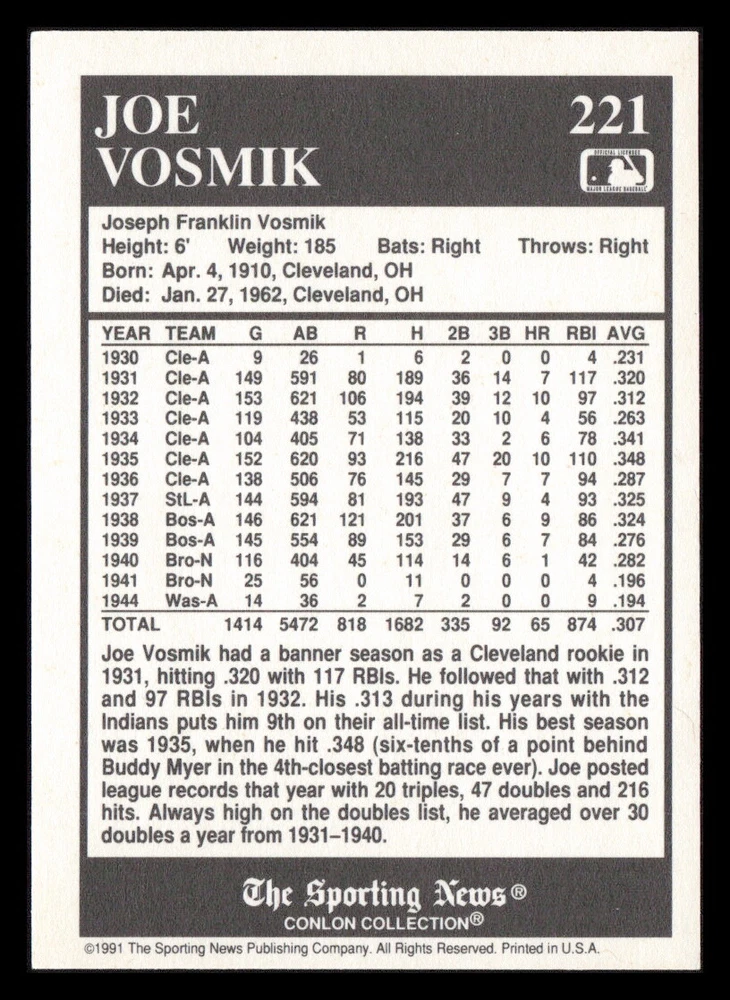 JOE
VOSMIK
221
OFFICIAL LICENSEE
MAJOR LEAGUE BASEBALL
Joseph Franklin Vosmik
Height: 6' Weight: 185 Bats: Right Throws: Right
Born: Apr. 4, 1910, Cleveland, OH
Died: Jan. 27, 1962, Cleveland, OH
YEAR TEAM G AB R H 2B 3B HR RBI AVG
1930 Cle-A 9 26 1 6 2 0 0 4 .231
1931 Cle-A 149 591 80 189 36 14 7 117 .320
1932 Cle-A 153 621 106 194 39 12 10 97 .312
1933 Cle-A 119 438 53 115 20 10 4 56 .263
1934 Cle-A 104 405 71 138 33 2 6 78 .341
1935 Cle-A 152 620 93 216 47 20 10 110 .348
1936 Cle-A 138 506 76 145 29 7 7 94 .287
1937 StL-A 144 594 81 193 47 9 4 93 .325
1938 Bos-A 146 621 121 201 37 6 9 86 .324
1939 Bos-A 145 554 89 153 29 6 7 84 .276
1940 Bro-N 116 404 45 114 14 6 1 42 .282
1941 Bro-N 25 56 0 11 0 0 0 4 .196
1944 Was-A 14 36 2 7 2 0 0 9 .194
TOTAL 1414 5472 818 1682 335 92 65 874 .307
Joe Vosmik had a banner season as a Cleveland rookie in
1931, hitting .320 with 117 RBIs. He followed that with .312
and 97 RBIs in 1932. His .313 during his years with the
Indians puts him 9th on their all-time list. His best season
was 1935, when he hit .348 (six-tenths of a point behind
Buddy Myer in the 4th-closest batting race ever). Joe posted
league records that year with 20 triples, 47 doubles and 216
hits. Always high on the doubles list, he averaged over 30
doubles a year from 1931–1940.
The Sporting News®
CONLON COLLECTION®
©1991 The Sporting News Publishing Company. All Rights Reserved. Printed in U.S.A.